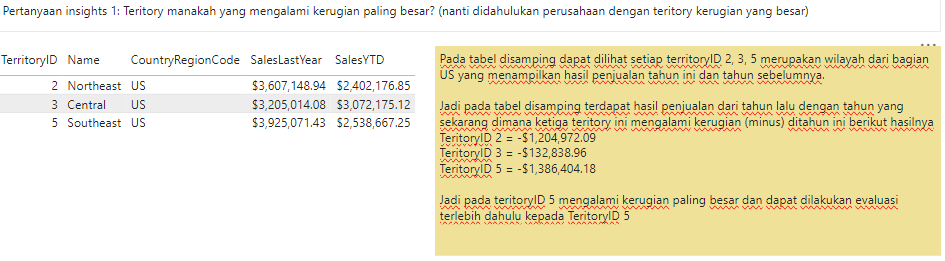 Pertanyaan insights 1: Teritory manakah yang mengalami kerugian paling besar? (nanti didahulukan perusahaan dengan teritory kerugian yang besar)
TerritoryID Name CountryRegionCode SalesLastYear SalesYTD
2 Northeast US $3,607,148.94 $2,402,176.85
3 Central US $3,205,014.08 $3,072,175.12
5 Southeast US $3,925,071.43 $2,538,667.25
Pada tabel disamping dapat dilihat setiap territoryID 2, 3, 5 merupakan wilayah dari bagian
US yang menampilkan hasil penjualan tahun ini dan tahun sebelumnya.
Jadi pada tabel disamping terdapat hasil penjualan dari tahun lalu dengan tahun yang
sekarang dimana ketiga teritory ini mengalami kerugian (minus) ditahun ini berikut hasilnya
TeritoryID 2 = -$1,204,972.09
TeritoryID 3 = -$132,838.96
TeritoryID 5 = -$1,386,404.18
Jadi pada teritoryID 5 mengalami kerugian paling besar dan dapat dilakukan evaluasi
terlebih dahulu kepada TeritoryID 5